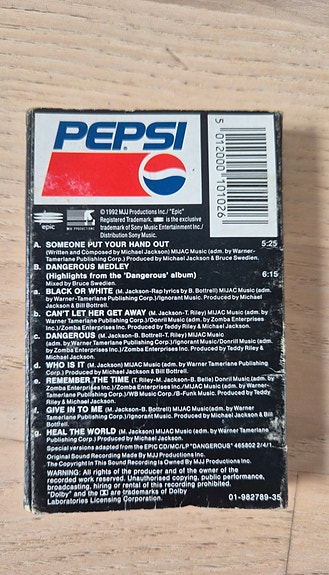 PEPSI
5 012000 101026
epic
MJJ PRODUCTIONS
© 1992 MJJ Productions Inc./"Epic"
Registered Trademark, is the exclusive
trademark of Sony Music Entertainment Inc./
Distribution Sony Music.
A. SOMEONE PUT YOUR HAND OUT 5:25
(Written and Composed by Michael Jackson) MIJAC Music (adm. by Warner-
Tamerlane Publishing Corp.) Produced by Michael Jackson & Bruce Swedien.
B. DANGEROUS MEDLEY
(Highlights from the 'Dangerous' album) 6:15
Mixed by Bruce Swedien.
a. BLACK OR WHITE (M. Jackson-Rap lyrics by B. Bottrell) MIJAC Music(adm.
by Warner-Tamerlane Publishing Corp.)/Ignorant Music. Produced by Michael
Jackson & Bill Bottrell.
b. CAN'T LET HER GET AWAY (M. Jackson-T. Riley) MIJAC Music (adm. by
Warner-Tamerlane Publishing Corp.)/Donril Music (adm. by Zomba Enterprises
Inc.)/Zomba Enterprises Inc. Produced by Teddy Riley & Michael Jackson.
c. DANGEROUS (M. Jackson-B. Bottrell-T. Riley) MIJAC Music(adm. by
Warner-Tamerlane Publishing Corp.)/Ignorant Music/Donril Music (adm. by
Zomba Enterprises Inc.)/Zomba Enterprises Inc. Produced by Teddy Riley &
Michael Jackson.
d. WHO IS IT (M. Jackson) MIJAC Music(adm. by Warner Tamerlane Publishing
Corp.) Produced by Michael Jackson & Bill Bottrell.
e. REMEMBER THE TIME (T. Riley-M. Jackson-B. Belle) Donril Music (adm. by
Zomba Enterprises Inc.)/Zomba Enterprises Inc./MIJAC Music (adm. by Warner-
Tamerlane Publishing Corp.)/WB Music Corp./B-Funk Music. Produced by Teddy
Riley & Michael Jackson.
f. GIVE IN TO ME (M. Jackson-B. Bottrell) MIJAC Music(adm. by Warner-
Tamerlane Publishing Corp.)/Ignorant Music. Produced by Michael Jackson & Bill
Bottrell.
g. HEAL THE WORLD (M. Jackson) MIJAC Music (adm. by Warner-Tamerlane
Publishing Corp.) Produced by Michael Jackson.
Special versions adapted from the EPIC CD/MC/LP "DANGEROUS" 465802 2/4/1.
Original Sound Recording Made By MJJ Productions Inc.
The Copyright In This Sound Recording Is Owned By MJJ Productions Inc.
WARNING: All rights of the producer and of the owner of the
recorded work reserved. Unauthorised copying, public performance,
broadcasting, hiring or rental of this recording prohibited.
"Dolby" and the are trademarks of Dolby
Laboratories Licensing Corporation. 01-982789-35